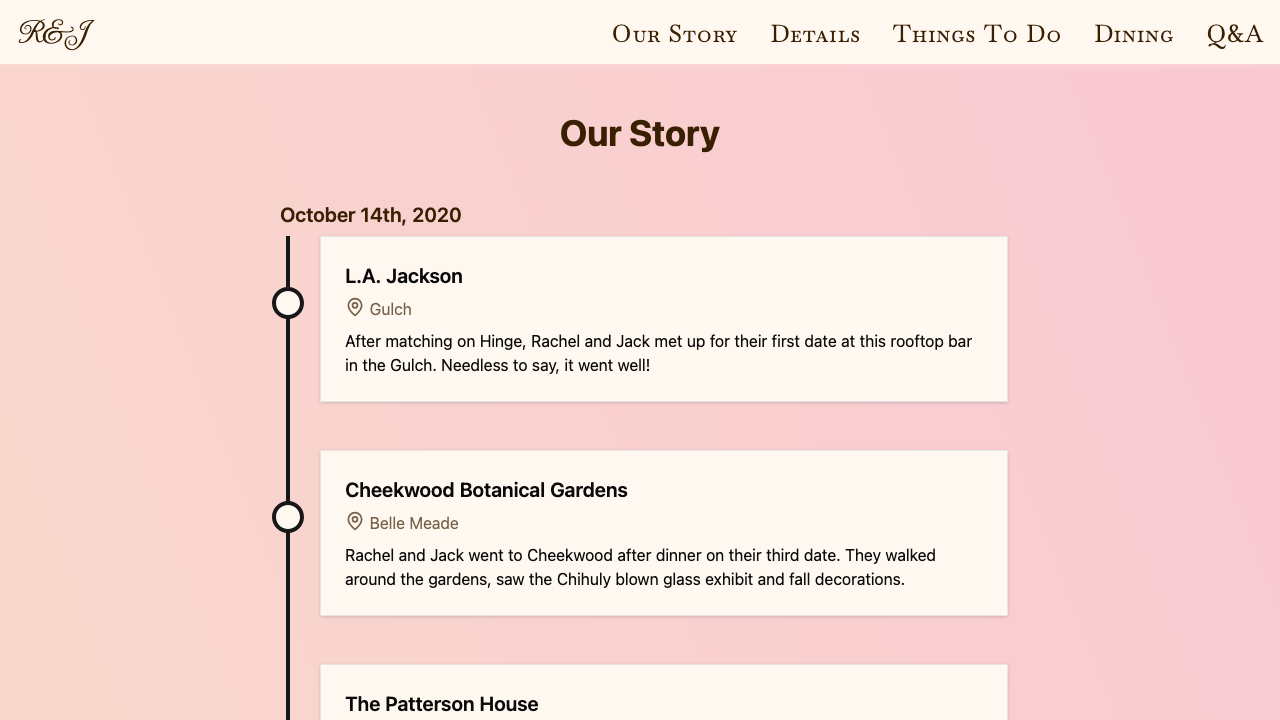 R&J
Our Story Details Things To Do Dining Q&A
Our Story
October 14th, 2020
L.A. Jackson
Gulch
After matching on Hinge, Rachel and Jack met up for their first date at this rooftop bar
in the Gulch. Needless to say, it went well!
Cheekwood Botanical Gardens
Belle Meade
Rachel and Jack went to Cheekwood after dinner on their third date. They walked
around the gardens, saw the Chihuly blown glass exhibit and fall decorations.
The Patterson House